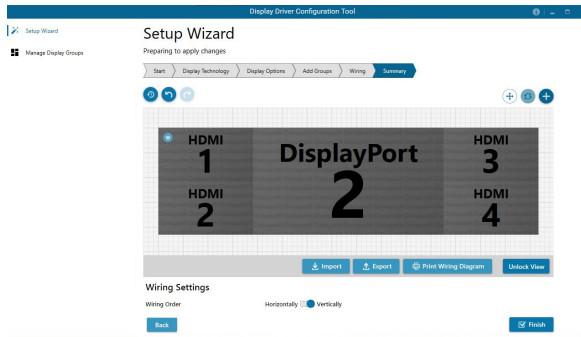 Display Driver Configuration Tool
Setup Wizard
Manage Display Groups
Setup Wizard
Preparing to apply changes
Start
Display Technology
Display Options
Add Groups
Wiring
Summary
HDMI
1
HDMI
2
DisplayPort
2
HDMI
3
HDMI
4
Import
Export
Print Wiring Diagram
Unlock View
Wiring Settings
Wiring Order
Horizontally
Vertically
Back
Finish